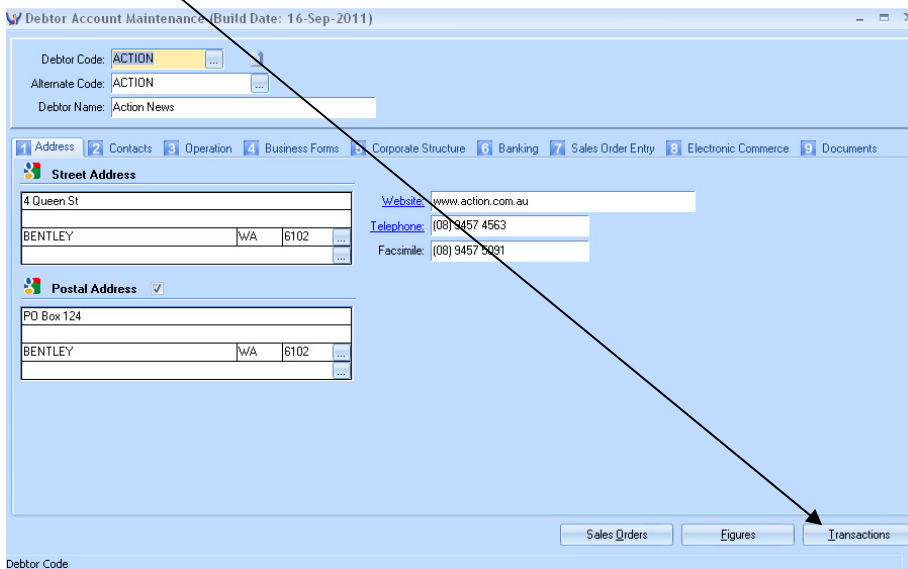 Debtor Account Maintenance (Build Date: 16-Sep-2011)
Debtor Code: ACTION ...
Alternate Code: ACTION ...
Debtor Name: Action News
1 Address 2 Contacts 3 Operation 4 Business Forms 5 Corporate Structure 6 Banking 7 Sales Order Entry 8 Electronic Commerce 9 Documents
Street Address
4 Queen St Website: www.action.com.au
Telephone: (08) 9457 4563
BENTLEY WA 6102 ...
Facsimile: (08) 9457 5091
...
Postal Address
PO Box 124
BENTLEY WA 6102 ...
...
Sales Orders Figures Transactions
Debtor Code